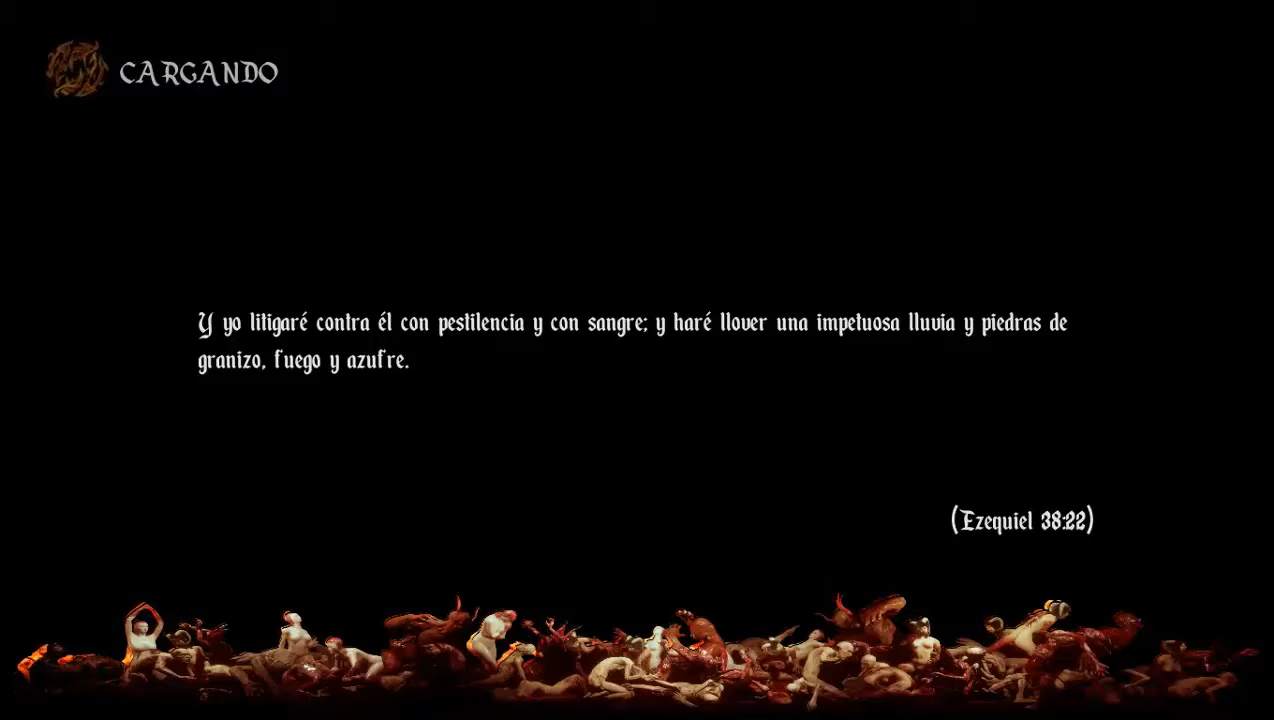 CARGANDO
Y yo litigaré contra él con pestilencia y con sangre; y haré llover una impetuosa lluvia y piedras de
granizo, fuego y azufre.
(Ezequiel 38:22)